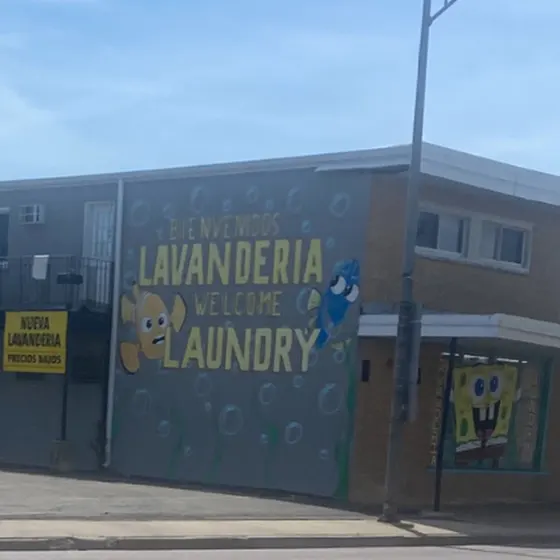 BIENVENIDOS
LAVANDERIA
WELCOME
LAUNDRY
NUEVA
LAVANDERIA
PRECIOS BAJOS